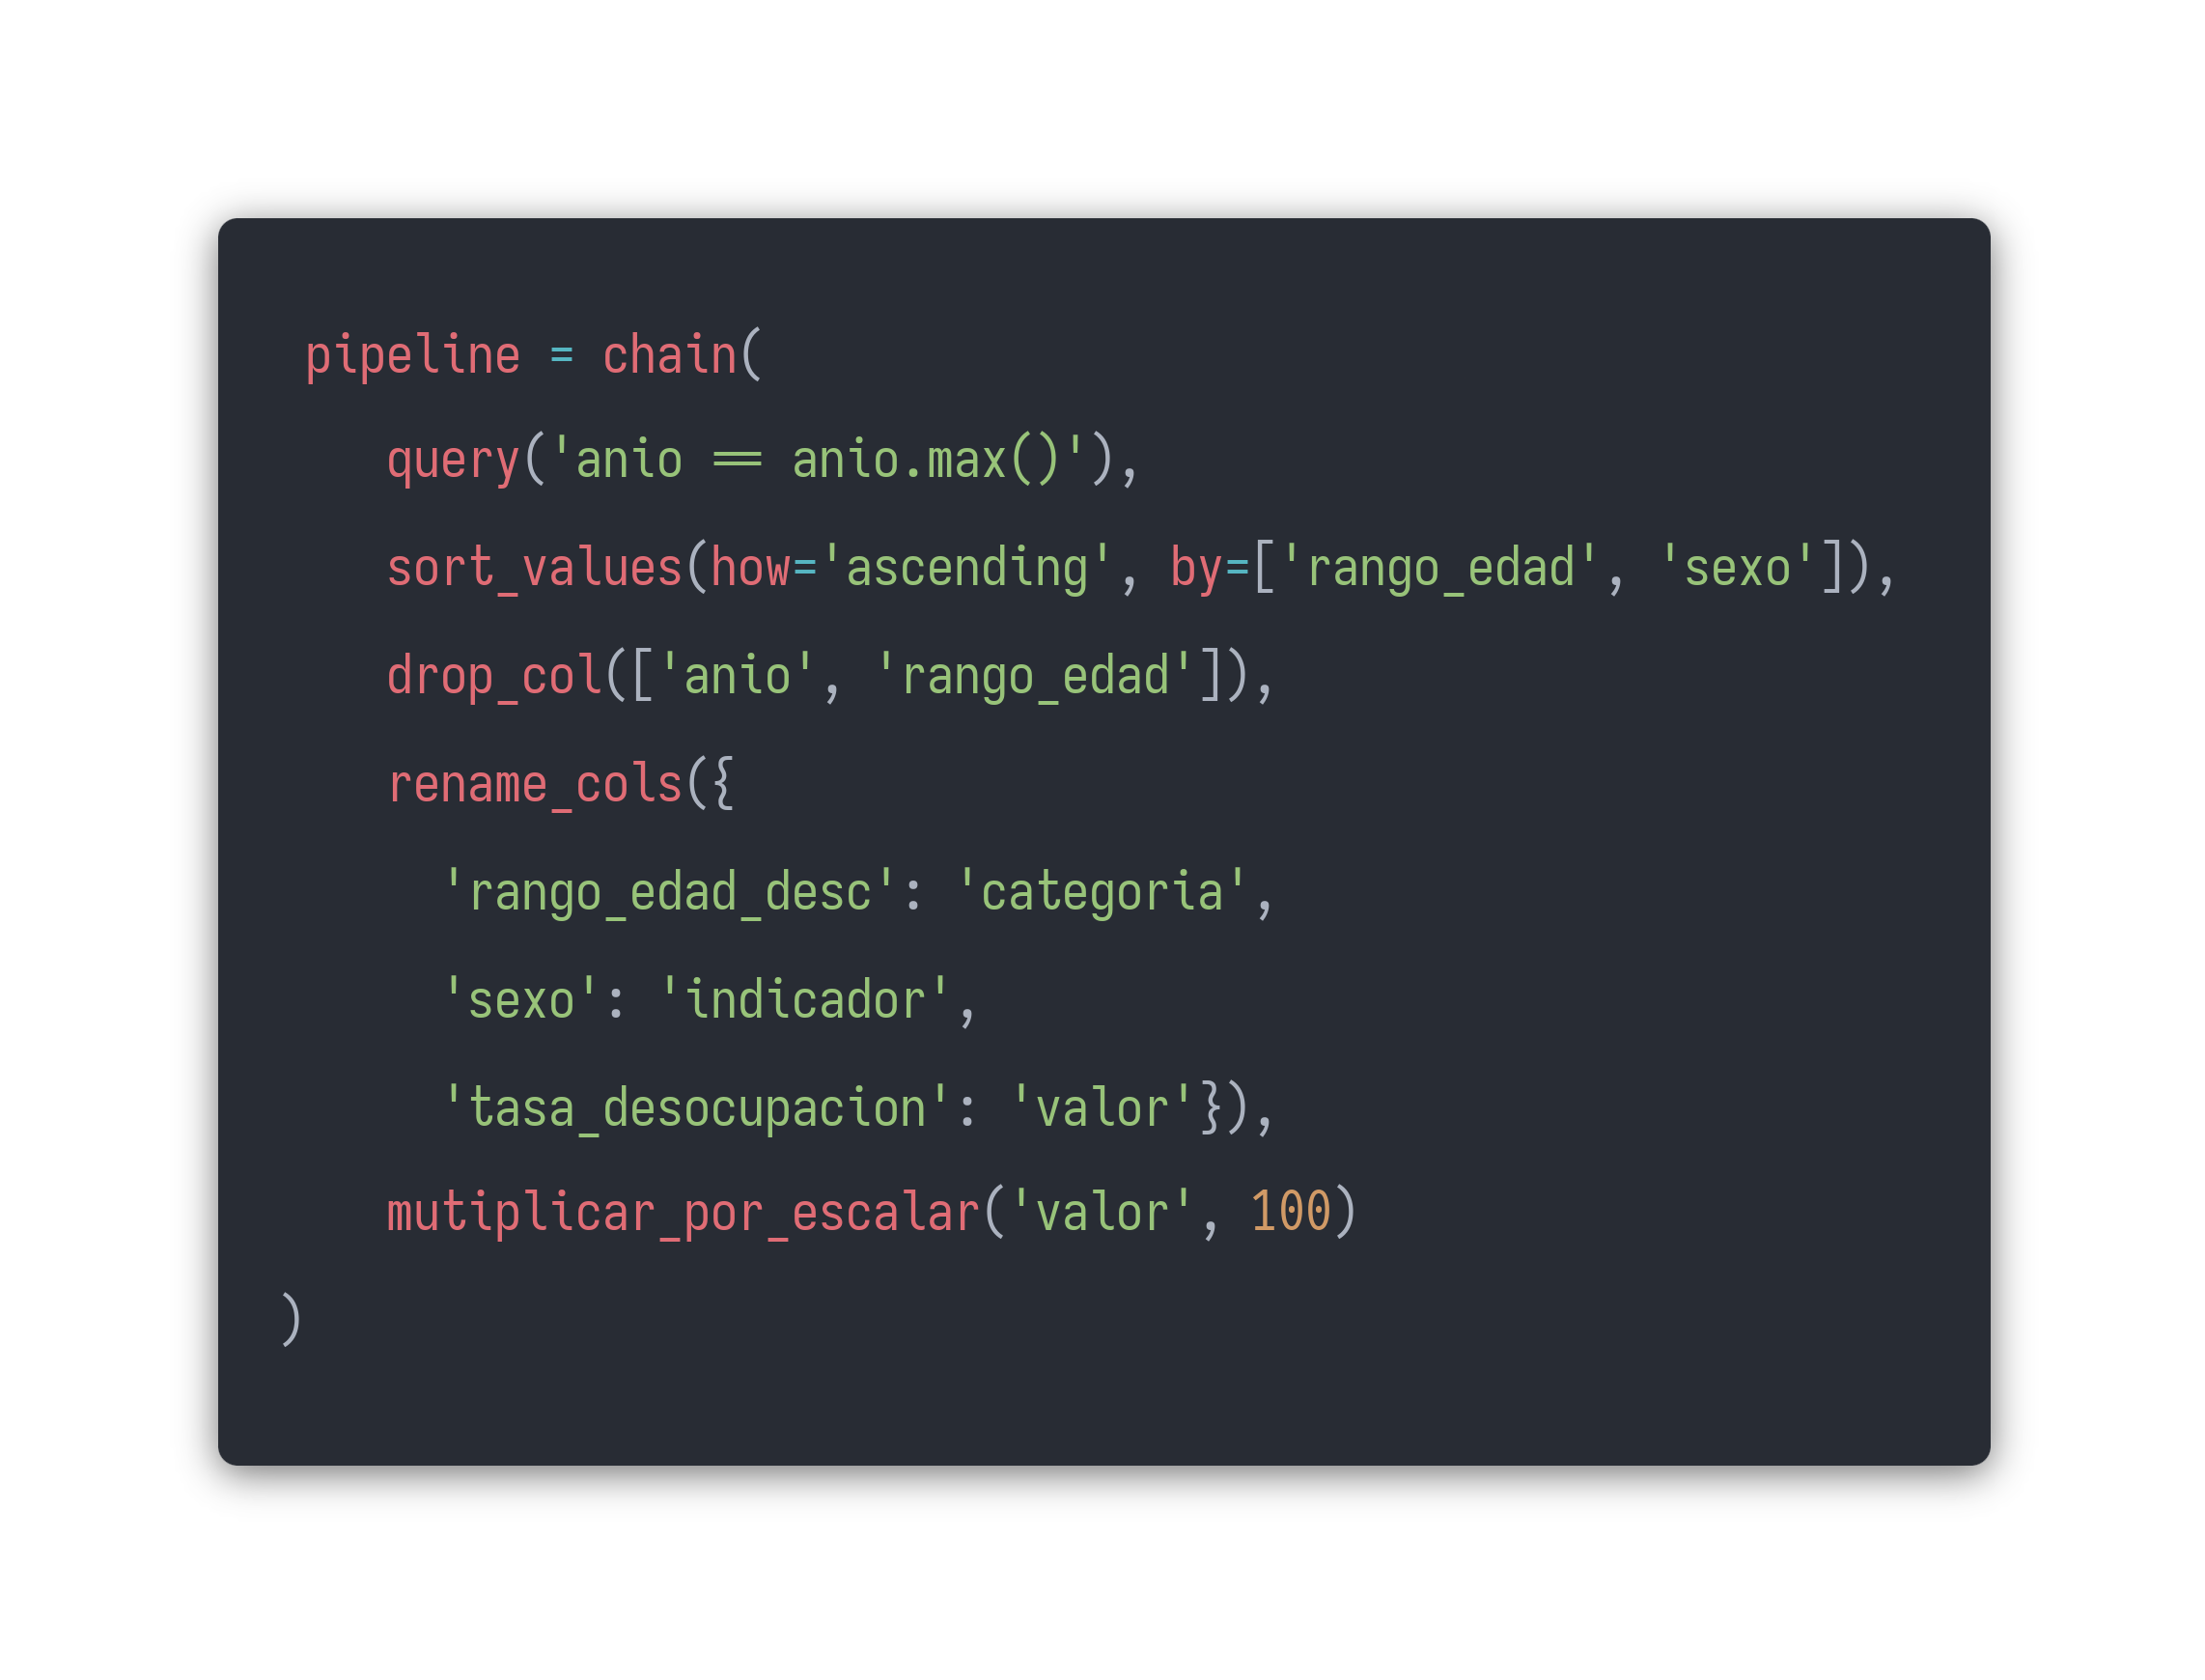 pipeline = chain(
query('anio == anio.max()'),
sort_values(how='ascending', by=['rango_edad', 'sexo']),
drop_col(['anio', 'rango_edad']),
rename_cols({
'rango_edad_desc': 'categoria',
'sexo': 'indicador',
'tasa_desocupacion': 'valor'}),
mutiplicar_por_escalar('valor', 100)
)